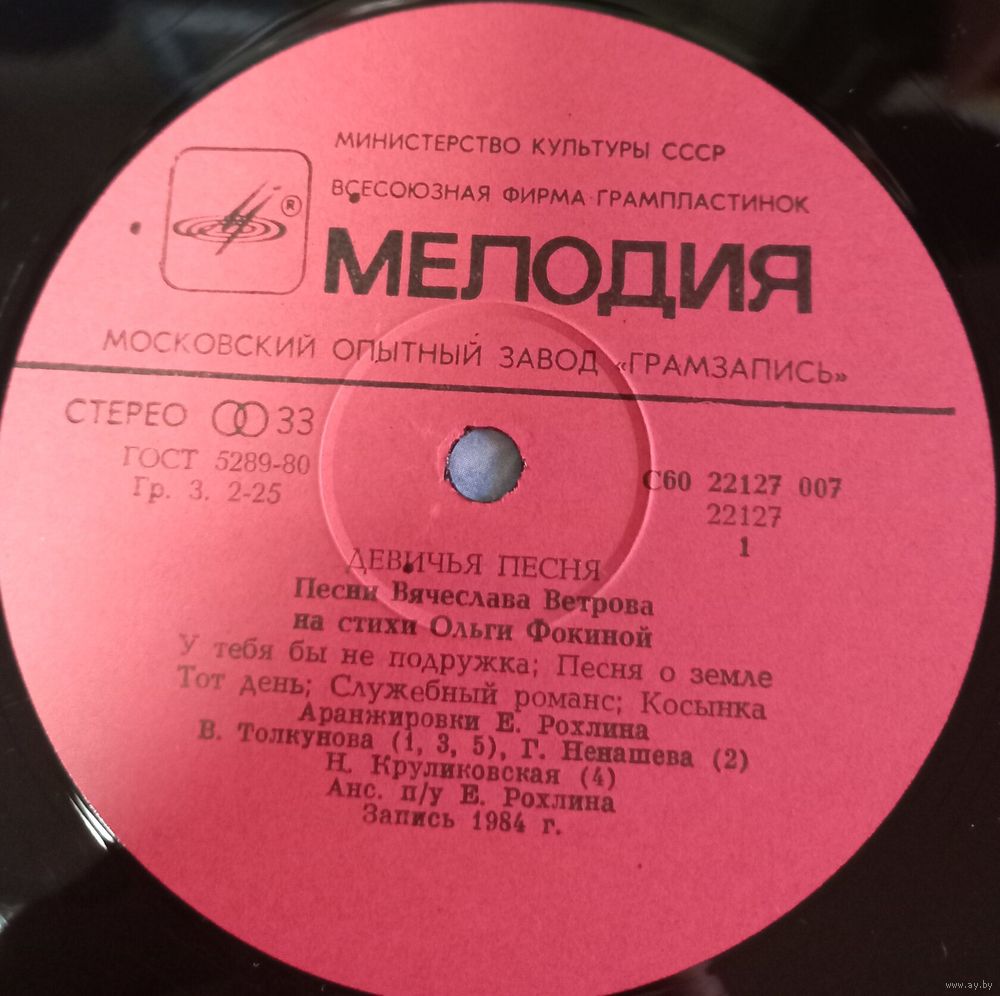 МИНИСТЕРСТВО КУЛЬТУРЫ СССР
ВСЕСОЮЗНАЯ ФИРМА ГРАМПЛАСТИНОК
®
МЕЛОДИЯ
МОСКОВСКИЙ ОПЫТНЫЙ ЗАВОД «ГРАМЗАПИСЬ»
СТЕРЕО 33
ГОСТ 5289-80
Гр. 3. 2-25
С60 22127 007
22127
1
ДЕВИЧЬЯ ПЕСНЯ
Песни Вячеслава Ветрова
на стихи Ольги Фокиной
У тебя бы не подружка; Песня о земле
Тот день; Служебный романс; Косынка
Аранжировки Е. Рохлина
В. Толкунова (1, 3, 5), Г. Ненашева (2)
Н. Круликовская (4)
Анс. п/у Е. Рохлина
Запись 1984 г.
www.ay.by